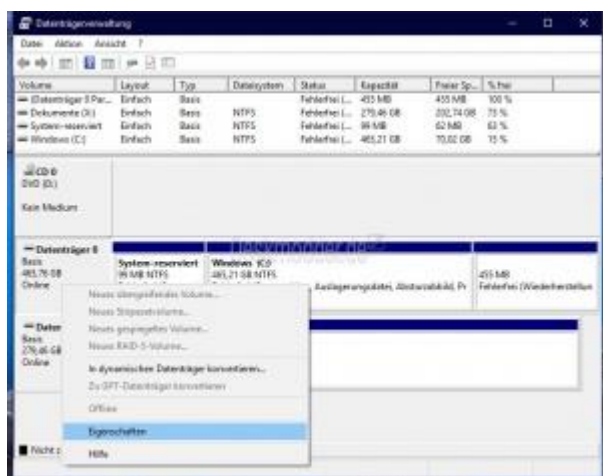 Datenträgerverwaltung
Datei Aktion Ansicht ?
Volume Layout Typ Dateisystem Status Kapazität Freier Sp... % frei
(Datenträger 0 Par... Einfach Basis Fehlerfrei (... 455 MB 455 MB 100 %
Dokumente (X:) Einfach Basis NTFS Fehlerfrei (... 279,46 GB 202,74 GB 73 %
System-reserviert Einfach Basis NTFS Fehlerfrei (... 99 MB 62 MB 63 %
Windows (C:) Einfach Basis NTFS Fehlerfrei (... 465,21 GB 70,02 GB 15 %
CD 0
DVD (D:)
Kein Medium
Datenträger 0
Basis
465,76 GB
Online
System-reserviert
99 MB NTFS
Windows (C:)
465,21 GB NTFS
Auslagerungsdatei, Absturzabbild, Pr
455 MB
Fehlerfrei (Wiederherstellun
Daten
Basis
279,46 GB
Online
Neues übergreifendes Volume...
Neues Stripesetvolume...
Neues gespiegeltes Volume...
Neues RAID-5-Volume...
In dynamischen Datenträger konvertieren...
Zu GPT-Datenträger konvertieren
Offline
Eigenschaften
Hilfe
Nicht z